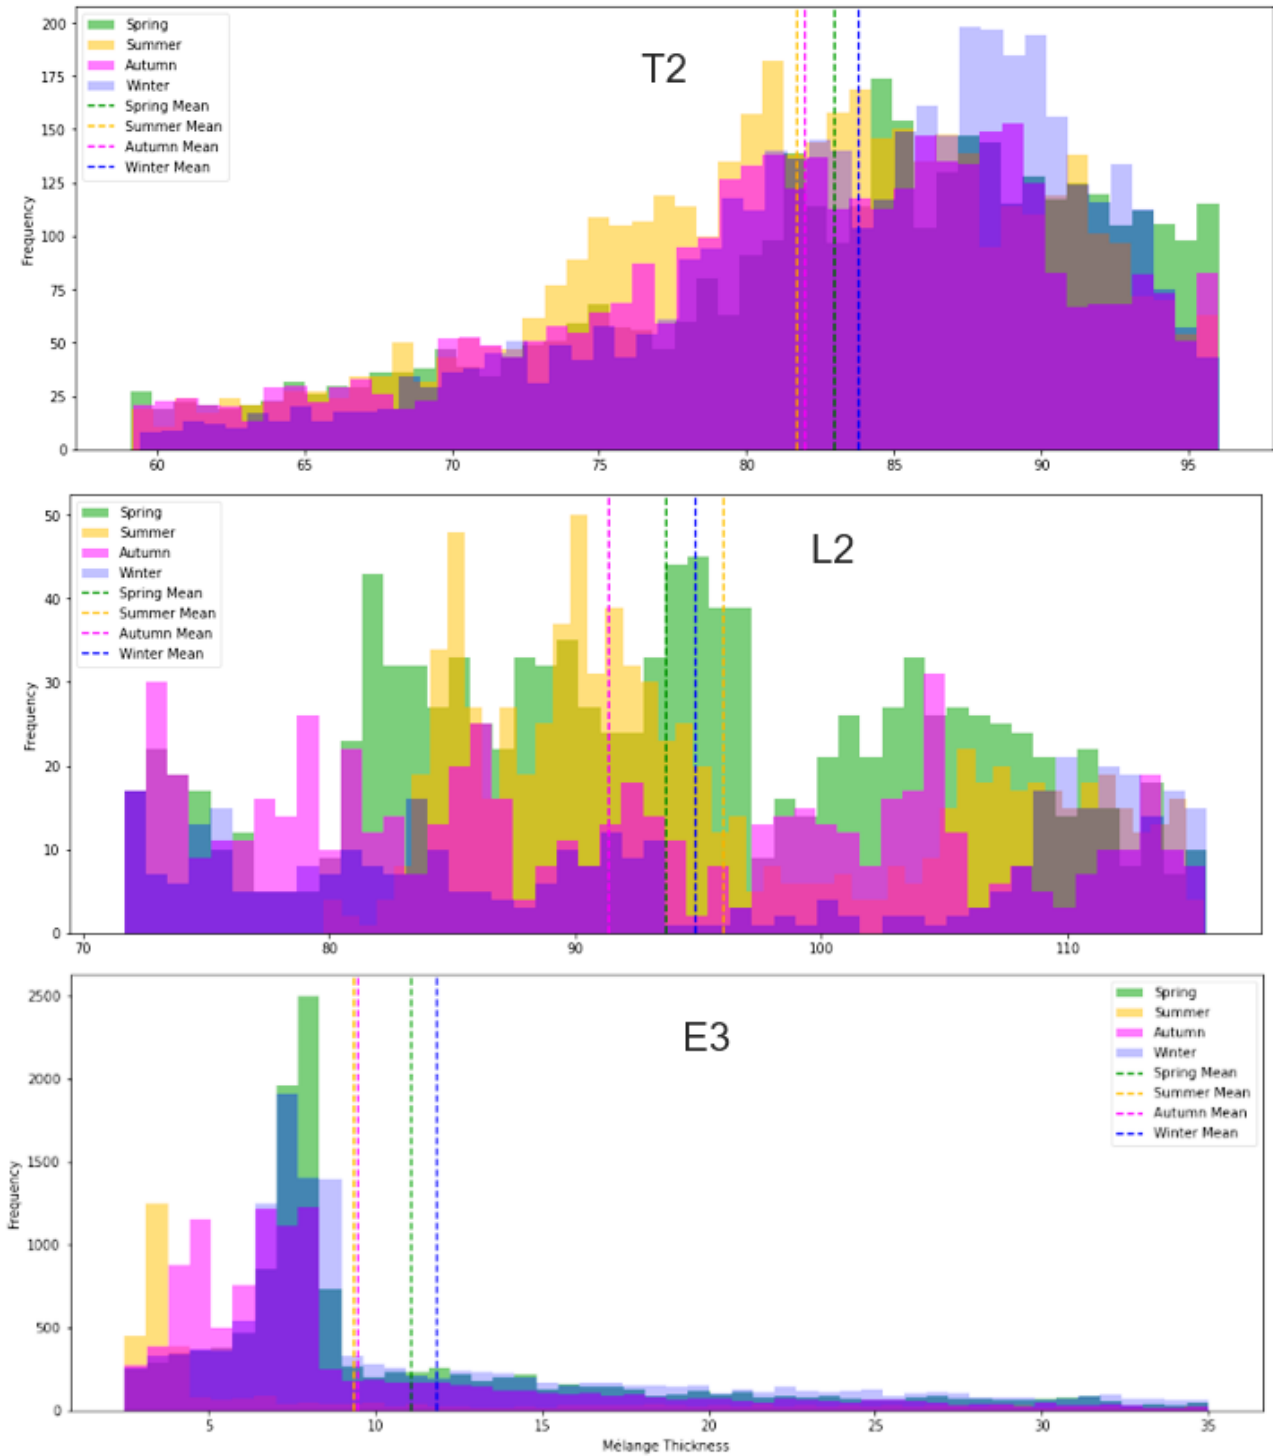 T2
Spring
Summer
Autumn
Winter
Spring Mean
Summer Mean
Autumn Mean
Winter Mean
Frequency
200
175
150
125
100
75
50
25
0
60 65 70 75 80 85 90 95
L2
Spring
Summer
Autumn
Winter
Spring Mean
Summer Mean
Autumn Mean
Winter Mean
Frequency
50
40
30
20
10
0
70 80 90 100 110
E3
Spring
Summer
Autumn
Winter
Spring Mean
Summer Mean
Autumn Mean
Winter Mean
Frequency
2500
2000
1500
1000
500
0
5 10 15 20 25 30 35
Mélange Thickness